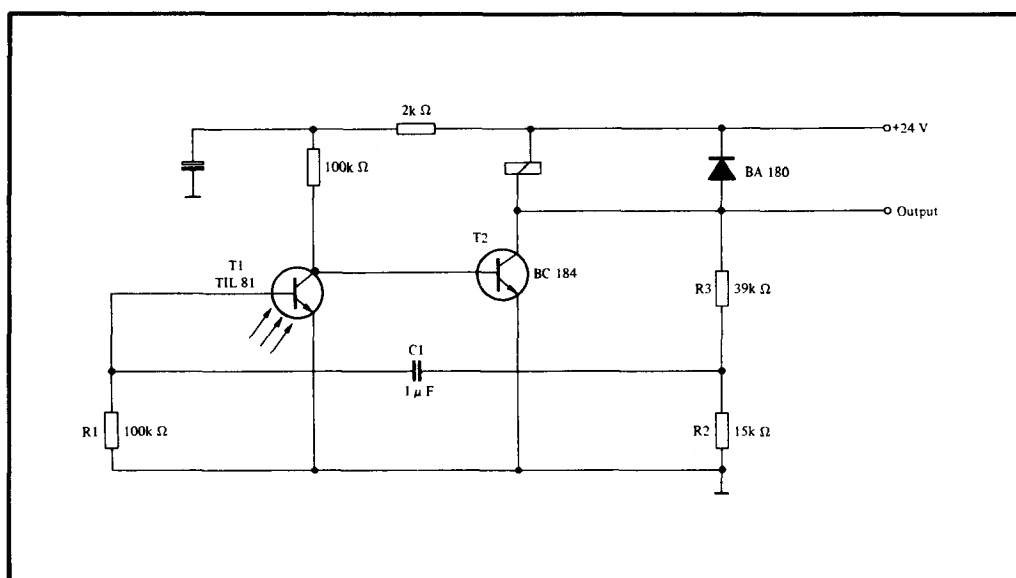 2k Ω
+24 V
100k Ω
BA 180
Output
T2
T1
TIL 81
BC 184
R3 39k Ω
C1
1 μ F
R1 100k Ω
R2 15k Ω